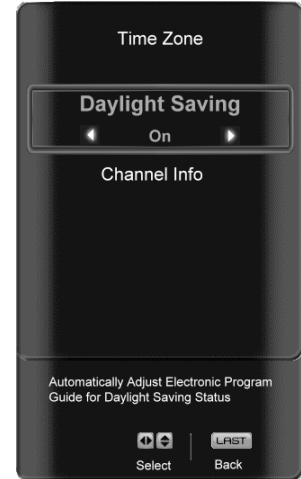 Time Zone
Daylight Saving
On
Channel Info
Automatically Adjust Electronic Program
Guide for Daylight Saving Status
LAST
Select Back